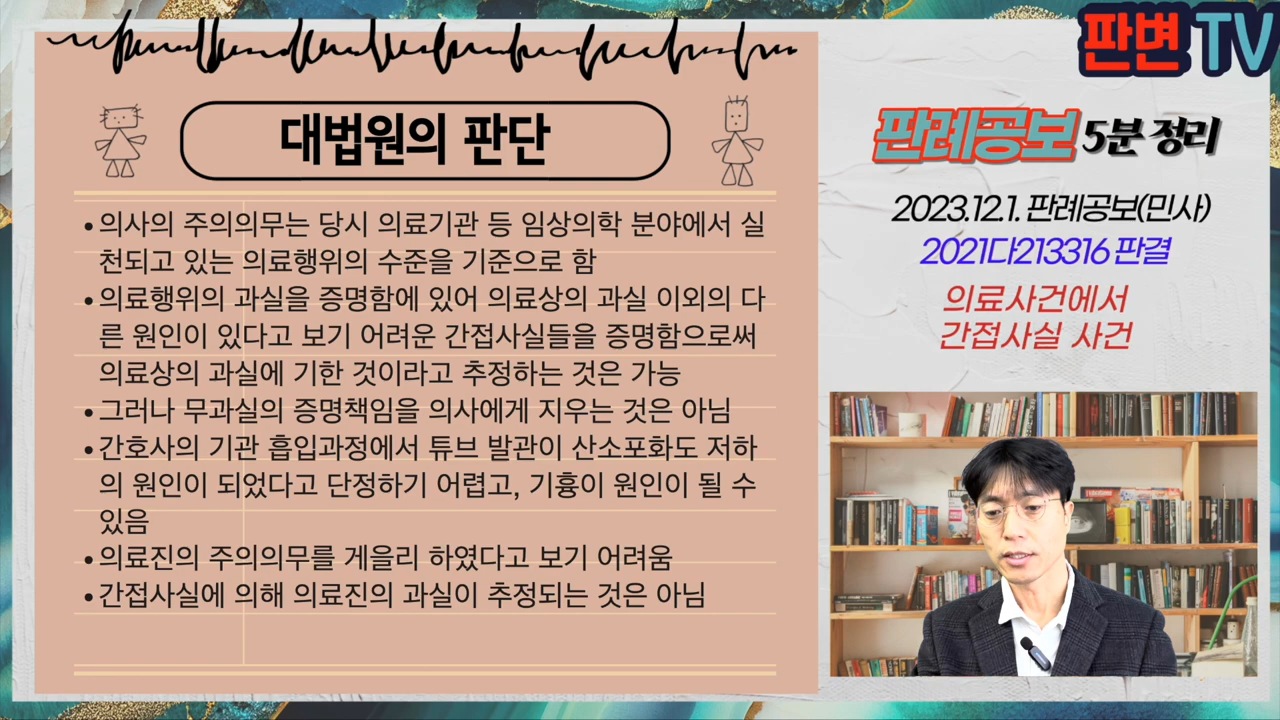 대법원의 판단
• 의사의 주의의무는 당시 의료기관 등 임상의학 분야에서 실
천되고 있는 의료행위의 수준을 기준으로 함
• 의료행위의 과실을 증명함에 있어 의료상의 과실 이외의 다
른 원인이 있다고 보기 어려운 간접사실들을 증명함으로써
의료상의 과실에 기한 것이라고 추정하는 것은 가능
• 그러나 무과실의 증명책임을 의사에게 지우는 것은 아님
• 간호사의 기관 흡입과정에서 튜브 발관이 산소포화도 저하
의 원인이 되었다고 단정하기 어렵고, 기흉이 원인이 될 수
있음
• 의료진의 주의의무를 게을리 하였다고 보기 어려움
• 간접사실에 의해 의료진의 과실이 추정되는 것은 아님
판변 TV
판례공보 5분 정리
2023.12.1. 판례공보(민사)
2021다213316 판결
의료사건에서
간접사실 사건